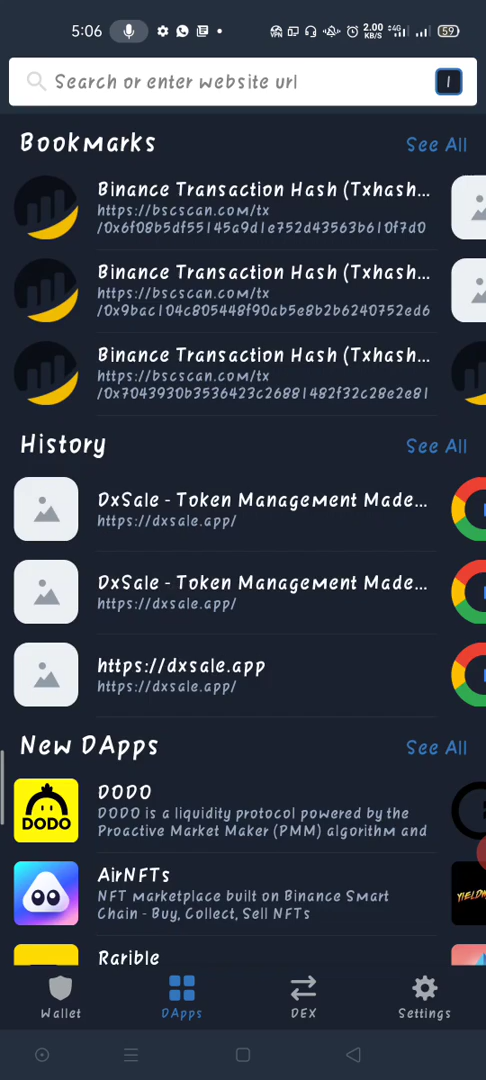 5:06
VPN
2.00 KB/S
4G
59
Search or enter website url
1
Bookmarks
See All
Binance Transaction Hash (Txhash...
https://bscscan.com/tx
/0x6f08b5df55145a9d1e752d43563b610f7d0
Binance Transaction Hash (Txhash...
https://bscscan.com/tx
/0x9bac104c805448f90ab5e8b2b6240752ed6
Binance Transaction Hash (Txhash...
https://bscscan.com/tx
/0x7043930b3536423c26881482f32c28e2e81
History
See All
DxSale - Token Management Made...
https://dxsale.app/
DxSale - Token Management Made...
https://dxsale.app/
https://dxsale.app
https://dxsale.app/
New DApps
See All
DODO
DODO
DODO is a liquidity protocol powered by the
Proactive Market Maker (PMM) algorithm and
AirNFTs
NFT marketplace built on Binance Smart
Chain - Buy, Collect, Sell NFTs
Rarible
Wallet
DApps
DEX
Settings